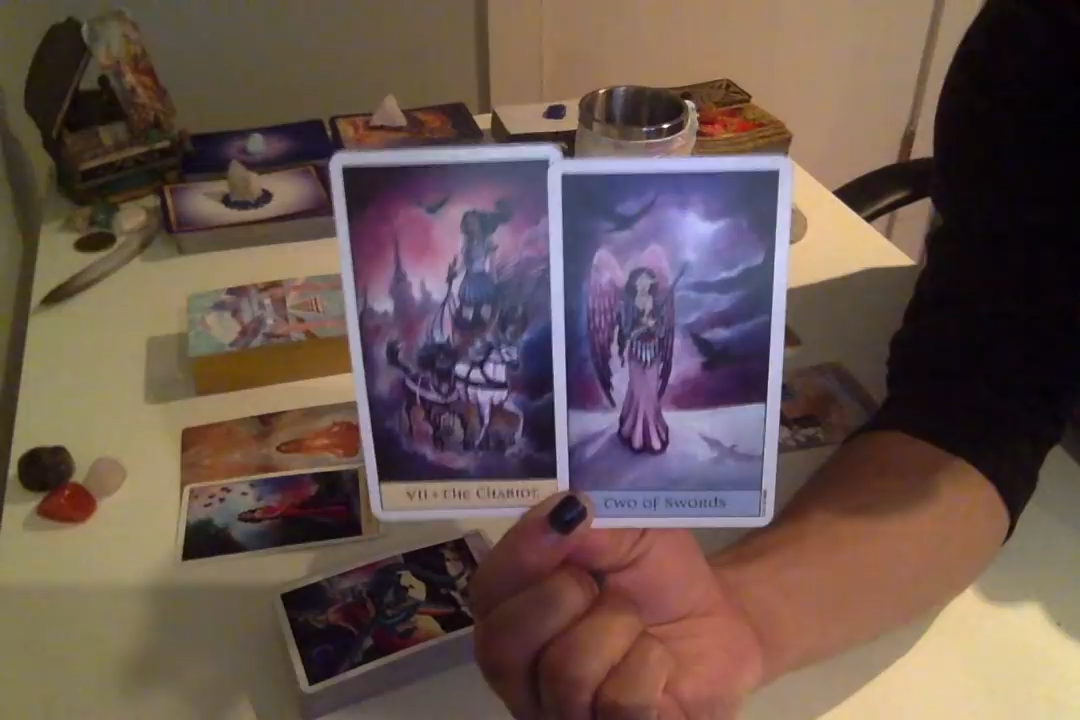 VII • The Chariot
Two of Swords